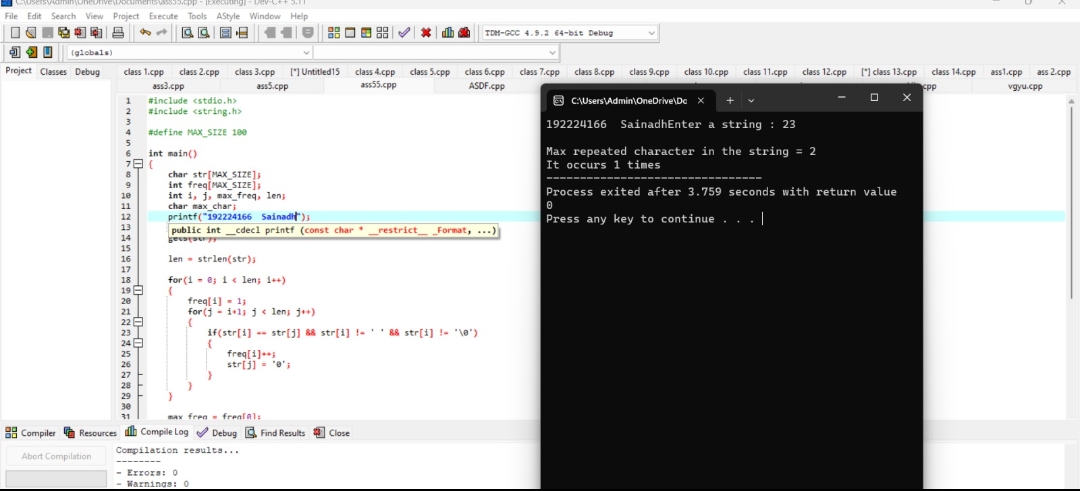 C:\Users\Admin\OneDrive\Documents\ass55.cpp - [Executing] - Dev-C++ 5.11
File Edit Search View Project Execute Tools AStyle Window Help
TDM-GCC 4.9.2 64-bit Debug
(globals)
Project Classes Debug
class 1.cpp class 2.cpp class 3.cpp [*] Untitled15 class 4.cpp class 5.cpp class 6.cpp class 7.cpp class 8.cpp class 9.cpp class 10.cpp class 11.cpp class 12.cpp [*] class 13.cpp class 14.cpp ass1.cpp ass 2.cpp
ass3.cpp ass5.cpp ass55.cpp ASDF.cpp cpp vgyu.cpp
1 #include <stdio.h>
2 #include <string.h>
3
4 #define MAX_SIZE 100
5
6 int main()
7 {
8 char str[MAX_SIZE];
9 int freq[MAX_SIZE];
10 int i, j, max_freq, len;
11 char max_char;
12 printf("192224166  Sainadh");
13 public int __cdecl printf (const char * __restrict__ _Format, ...)
14 gets(str);
15
16 len = strlen(str);
17
18 for(i = 0; i < len; i++)
19 {
20 freq[i] = 1;
21 for(j = i+1; j < len; j++)
22 {
23 if(str[i] == str[j] && str[i] != ' ' && str[i] != '\0')
24 {
25 freq[i]++;
26 str[j] = '0';
27 }
28 }
29 }
30
31 max_freq = freq[0];
C:\Users\Admin\OneDrive\Dc
192224166  SainadhEnter a string : 23
Max repeated character in the string = 2
It occurs 1 times
--------------------------------
Process exited after 3.759 seconds with return value
0
Press any key to continue . . .
Compiler Resources Compile Log Debug Find Results Close
Abort Compilation
Compilation results...
--------
- Errors: 0
- Warnings: 0